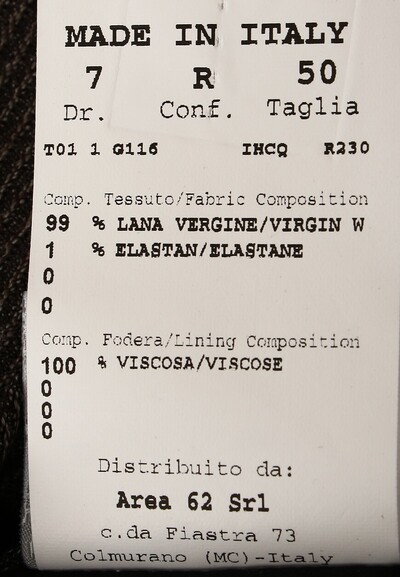 MADE IN ITALY
7 R 50
Dr. Conf. Taglia
T01 1 G116 IHCQ R230
Comp. Tessuto/Fabric Composition
99 % LANA VERGINE/VIRGIN W
1 % ELASTAN/ELASTANE
0
0
Comp. Fodera/Lining Composition
100 % VISCOSA/VISCOSE
0
0
0
Distribuito da:
Area 62 Srl
c.da Fiastra 73
Colmurano (MC)-Italy